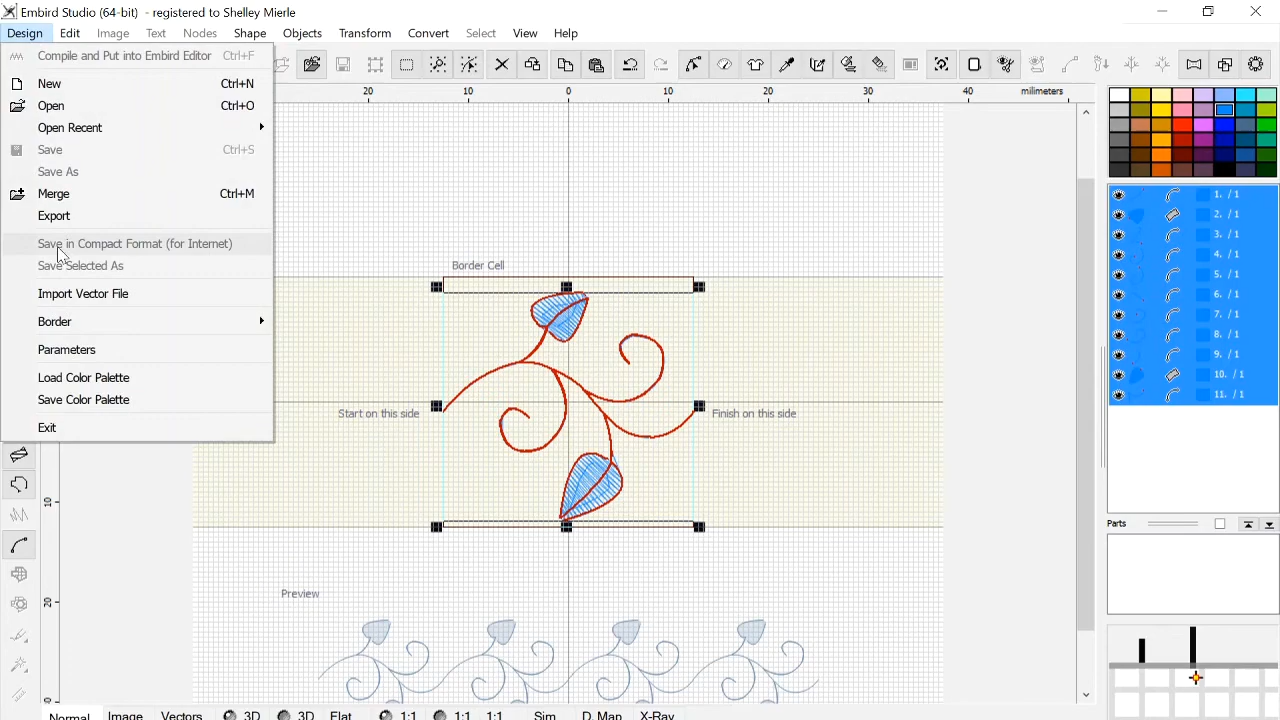 Embird Studio (64-bit) - registered to Shelley Mierle
Design Edit Image Text Nodes Shape Objects Transform Convert Select View Help
Compile and Put into Embird Editor Ctrl+F
New Ctrl+N
Open Ctrl+O
Open Recent
Save Ctrl+S
Save As
Merge Ctrl+M
Export
Save in Compact Format (for Internet)
Save Selected As
Import Vector File
Border
Parameters
Load Color Palette
Save Color Palette
Exit
20 10 0 10 20 30 40 milimeters
Border Cell
Start on this side
Finish on this side
Preview
10
20
1. / 1
2. / 1
3. / 1
4. / 1
5. / 1
6. / 1
7. / 1
8. / 1
9. / 1
10. / 1
11. / 1
Parts
Normal Image Vectors 3D 3D Flat 1:1 1:1 1:1 Sim D. Map X-Ray